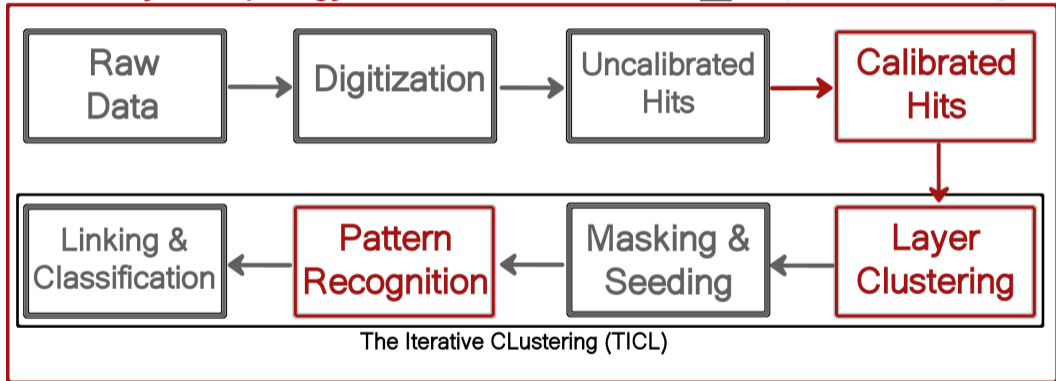 Raw
Data
Digitization
Uncalibrated
Hits
Calibrated
Hits
Linking &
Classification
Pattern
Recognition
Masking &
Seeding
Layer
Clustering
The Iterative CLustering (TICL)